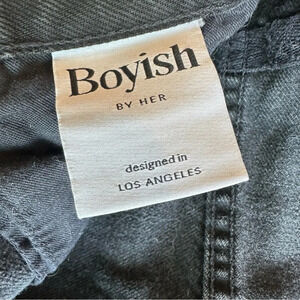 Boyish
BY HER
designed in
LOS ANGELES